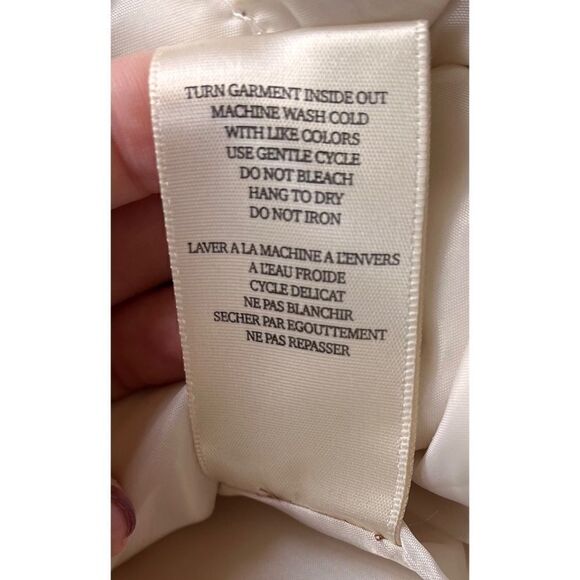 TURN GARMENT INSIDE OUT
MACHINE WASH COLD
WITH LIKE COLORS
USE GENTLE CYCLE
DO NOT BLEACH
HANG TO DRY
DO NOT IRON
LAVER A LA MACHINE A L'ENVERS
A L'EAU FROIDE
CYCLE DELICAT
NE PAS BLANCHIR
SECHER PAR EGOUTTEMENT
NE PAS REPASSER